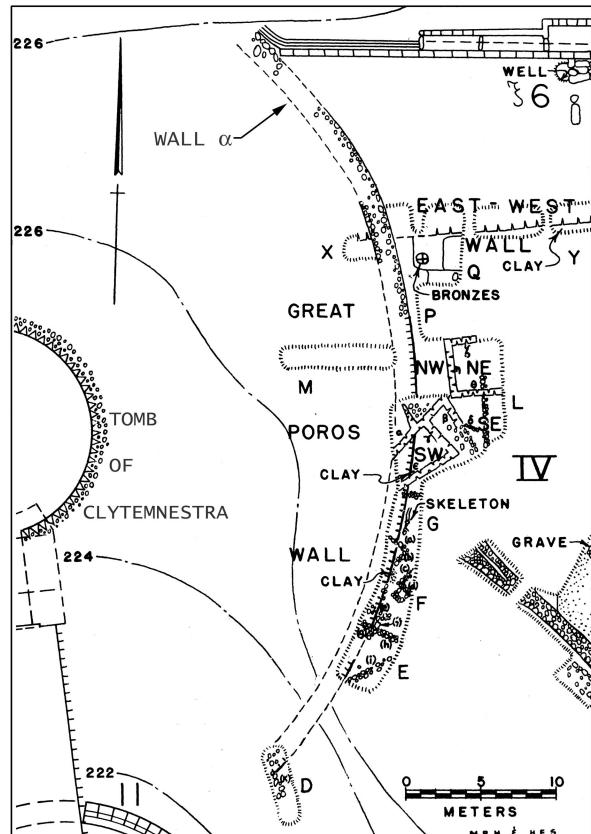 226
WELL
6
WALL α
EAST-WEST
226
X
WALL
CLAY
Y
Q
BRONZES
GREAT
P
NW
NE
M
L
TOMB
POROS
β
SE
OF
SW
CLAY
IV
SKELETON
CLYTEMNESTRA
G
GRAVE
224
WALL
CLAY
F
(h)
(i)
E
D
222
0 5 10
METERS